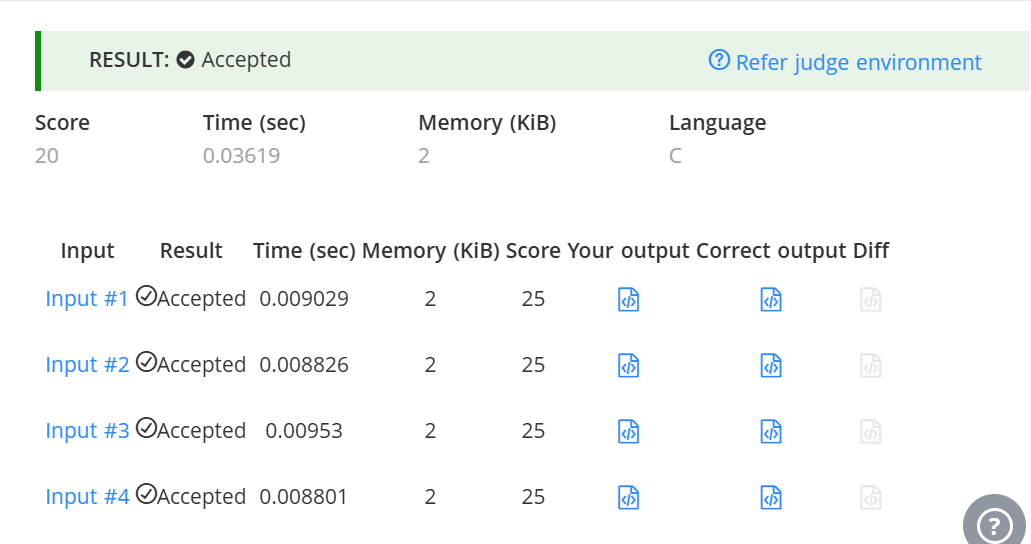 RESULT: Accepted
Refer judge environment
Score Time (sec) Memory (KiB) Language
20 0.03619 2 C
Input Result Time (sec) Memory (KiB) Score Your output Correct output Diff
Input #1 Accepted 0.009029 2 25
Input #2 Accepted 0.008826 2 25
Input #3 Accepted 0.00953 2 25
Input #4 Accepted 0.008801 2 25